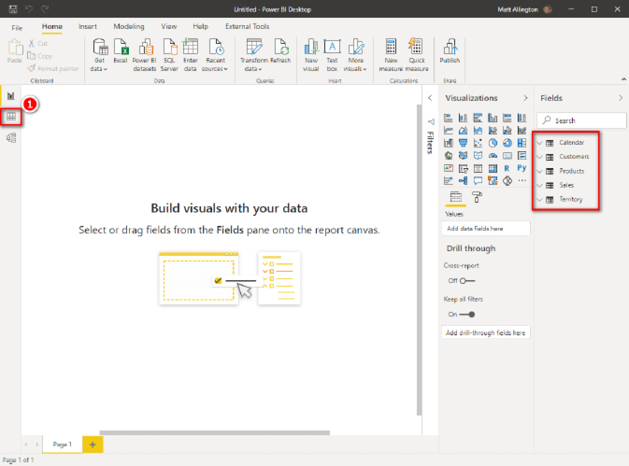 Untitled - Power BI Desktop
Matt Allington
File Home Insert Modeling View Help External Tools
Paste
Cut
Copy
Format painter
Clipboard
Get data
Excel
Power BI datasets
SQL Server
Enter data
Recent sources
Data
Transform data
Refresh
Queries
New visual
Text box
More visuals
Insert
New measure
Quick measure
Calculations
Publish
Share
1
Build visuals with your data
Select or drag fields from the Fields pane onto the report canvas.
Filters
Visualizations
R Py
Values
Add data fields here
Drill through
Cross-report
Off
Keep all filters
On
Add drill-through fields here
Fields
Search
Calendar
Customers
Products
Sales
Territory
Page 1
Page 1 of 1